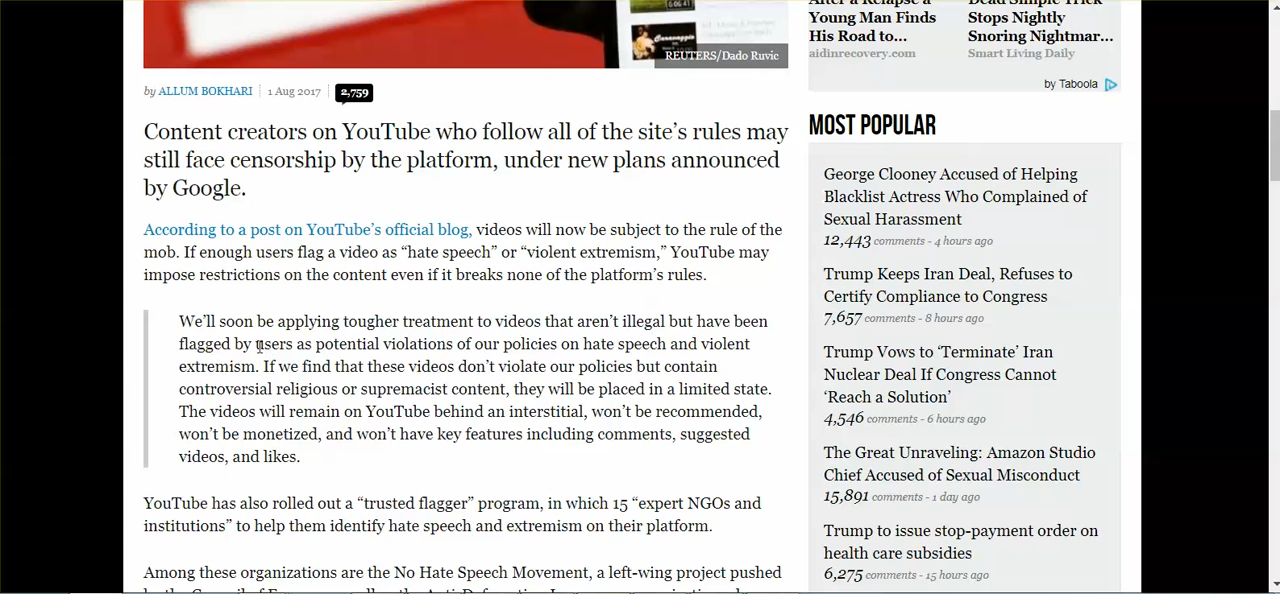 After a Relapse a
Young Man Finds
His Road to...
aidinrecovery.com
Dead Simple Trick
Stops Nightly
Snoring Nightmar...
Smart Living Daily
by Taboola
06:41
Caravaggio
REUTERS/Dado Ruvic
by ALLUM BOKHARI | 1 Aug 2017 | 2,759
Content creators on YouTube who follow all of the site’s rules may
still face censorship by the platform, under new plans announced
by Google.
According to a post on YouTube’s official blog, videos will now be subject to the rule of the
mob. If enough users flag a video as “hate speech” or “violent extremism,” YouTube may
impose restrictions on the content even if it breaks none of the platform’s rules.
We’ll soon be applying tougher treatment to videos that aren’t illegal but have been
flagged by users as potential violations of our policies on hate speech and violent
extremism. If we find that these videos don’t violate our policies but contain
controversial religious or supremacist content, they will be placed in a limited state.
The videos will remain on YouTube behind an interstitial, won’t be recommended,
won’t be monetized, and won’t have key features including comments, suggested
videos, and likes.
YouTube has also rolled out a “trusted flagger” program, in which 15 “expert NGOs and
institutions” to help them identify hate speech and extremism on their platform.
Among these organizations are the No Hate Speech Movement, a left-wing project pushed
MOST POPULAR
George Clooney Accused of Helping
Blacklist Actress Who Complained of
Sexual Harassment
12,443 comments - 4 hours ago
Trump Keeps Iran Deal, Refuses to
Certify Compliance to Congress
7,657 comments - 8 hours ago
Trump Vows to ‘Terminate’ Iran
Nuclear Deal If Congress Cannot
‘Reach a Solution’
4,546 comments - 6 hours ago
The Great Unraveling: Amazon Studio
Chief Accused of Sexual Misconduct
15,891 comments - 1 day ago
Trump to issue stop-payment order on
health care subsidies
6,275 comments - 15 hours ago